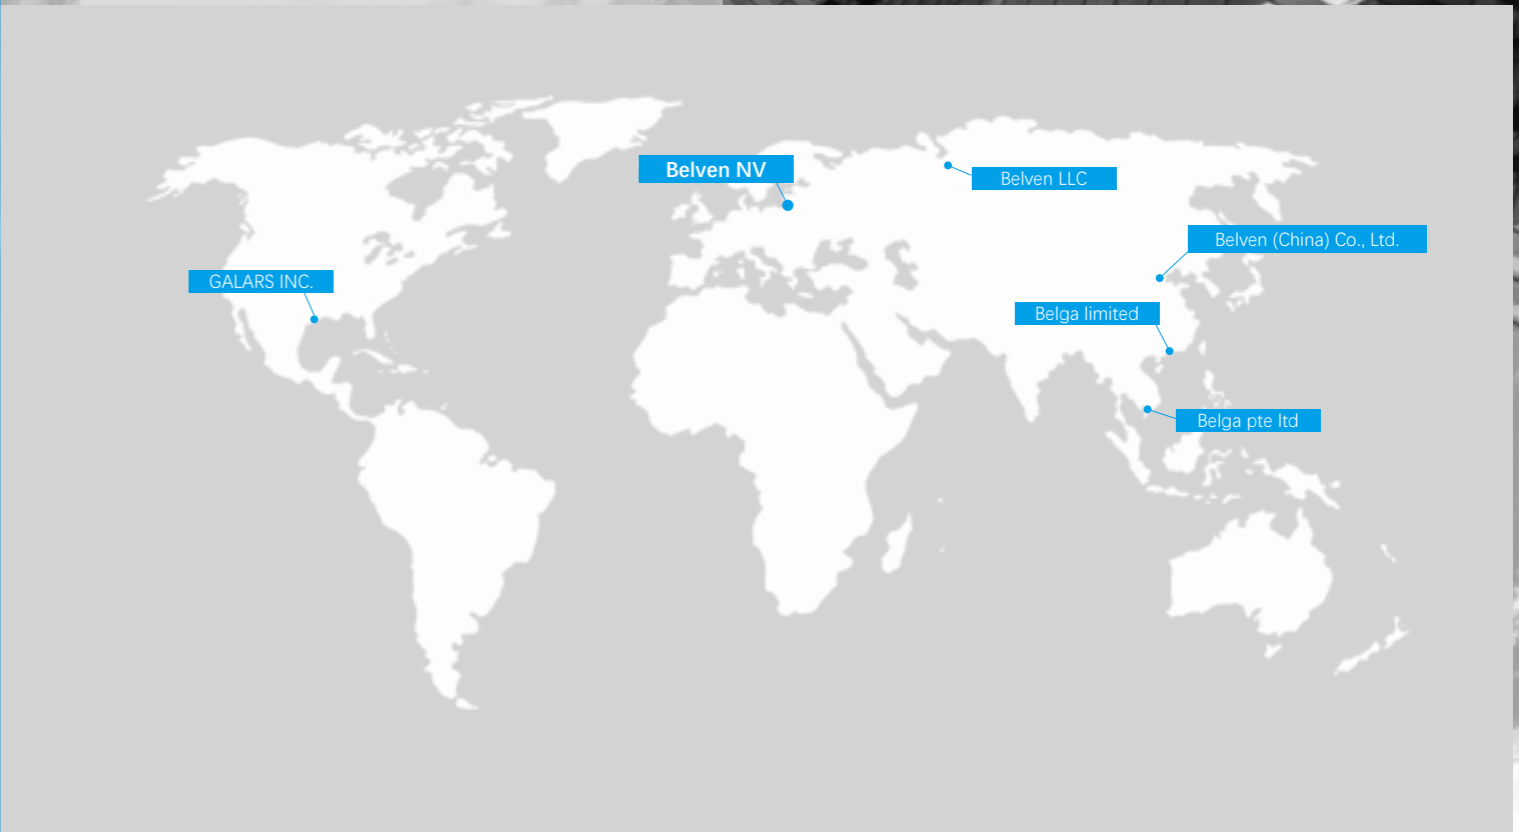 Belven NV
Belven LLC
Belven (China) Co., Ltd.
GALARS INC.
Belga limited
Belga pte ltd